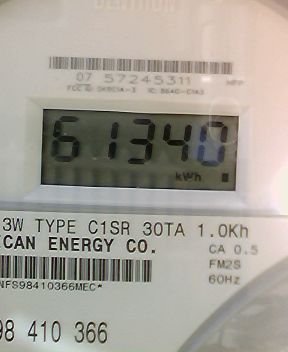 07 57245311
61340
kWh
3W TYPE C1SR 30TA 1.0Kh
ICAN ENERGY CO.
CA 0.5
FM2S
60Hz
NFS98410366MEC*
98 410 366